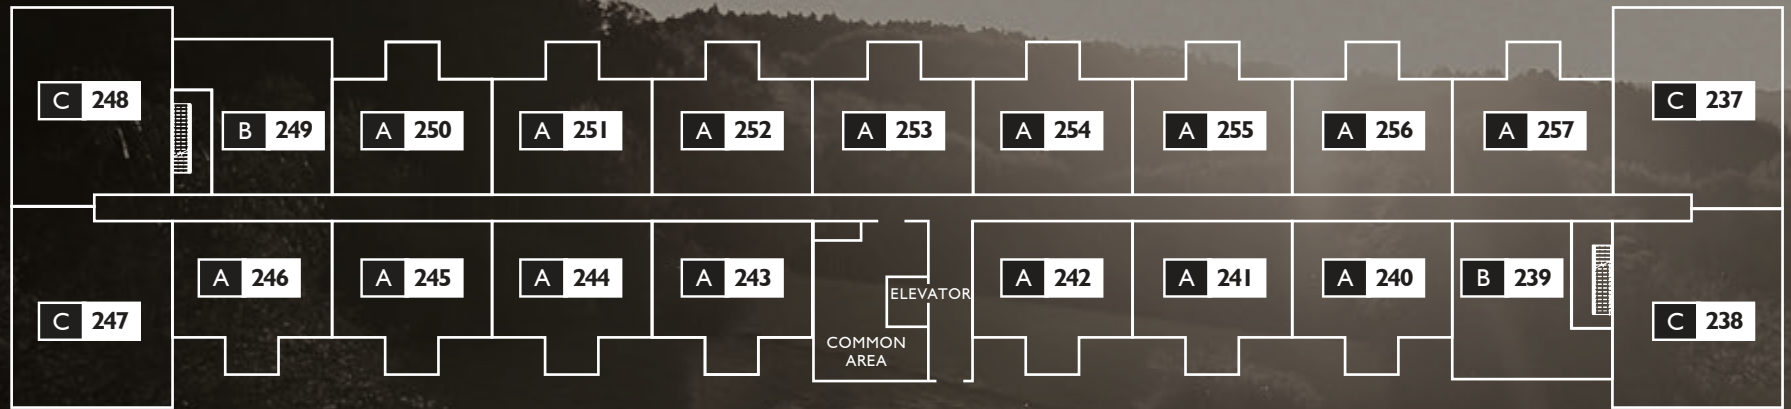 C 248
B 249
A 250
A 251
A 252
A 253
A 254
A 255
A 256
A 257
C 237
C 247
A 246
A 245
A 244
A 243
ELEVATOR
COMMON
AREA
A 242
A 241
A 240
B 239
C 238